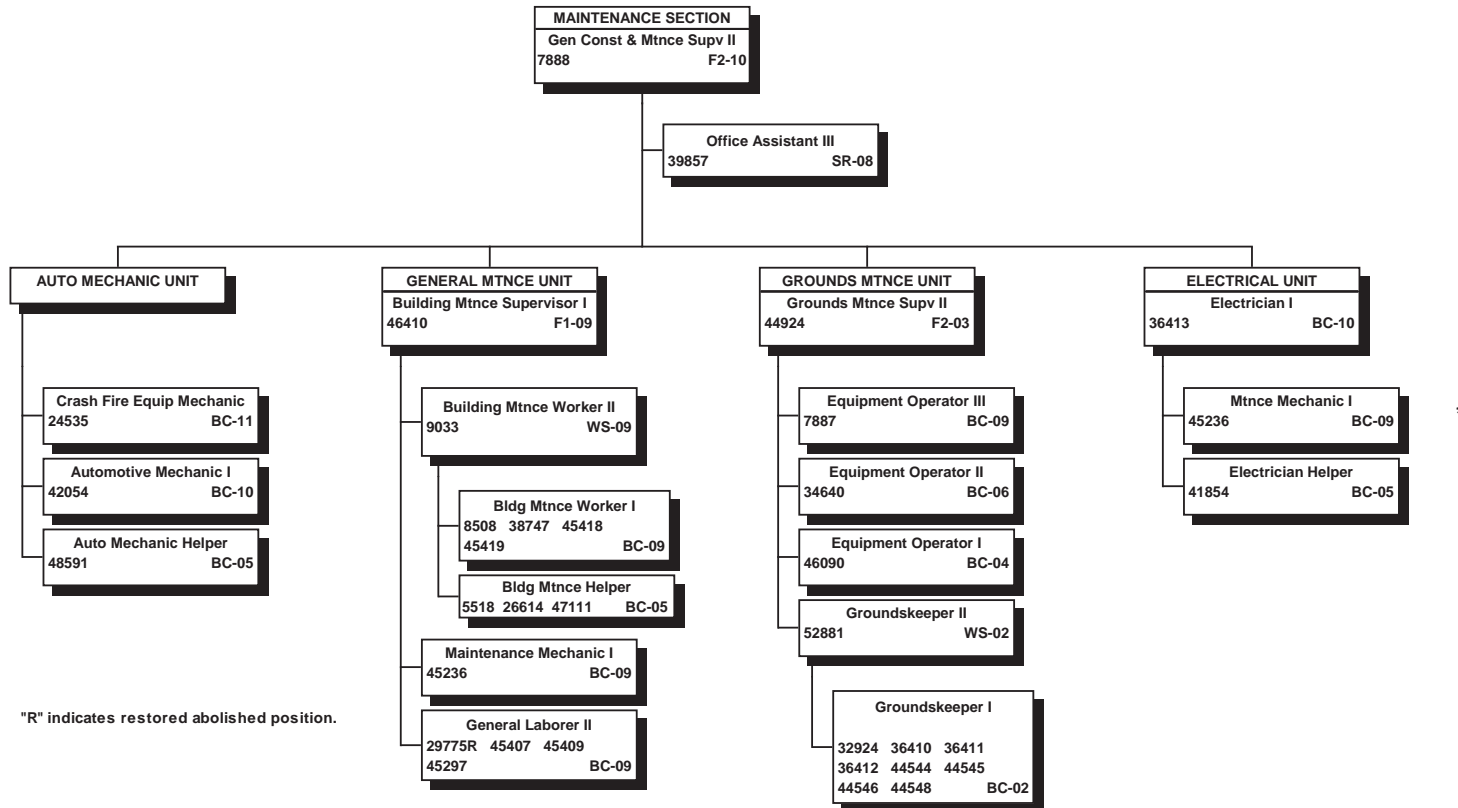 MAINTENANCE SECTION
Gen Const & Mtnce Supv II
7888 F2-10
Office Assistant III
39857 SR-08
AUTO MECHANIC UNIT
Crash Fire Equip Mechanic
24535 BC-11
Automotive Mechanic I
42054 BC-10
Auto Mechanic Helper
48591 BC-05
GENERAL MTNCE UNIT
Building Mtnce Supervisor I
46410 F1-09
Building Mtnce Worker II
9033 WS-09
Bldg Mtnce Worker I
8508 38747 45418
45419 BC-09
Bldg Mtnce Helper
5518 26614 47111 BC-05
Maintenance Mechanic I
45236 BC-09
General Laborer II
29775R 45407 45409
45297 BC-09
GROUNDS MTNCE UNIT
Grounds Mtnce Supv II
44924 F2-03
Equipment Operator III
7887 BC-09
Equipment Operator II
34640 BC-06
Equipment Operator I
46090 BC-04
Groundskeeper II
52881 WS-02
Groundskeeper I
32924 36410 36411
36412 44544 44545
44546 44548 BC-02
ELECTRICAL UNIT
Electrician I
36413 BC-10
Mtnce Mechanic I
45236 BC-09
Electrician Helper
41854 BC-05
"R" indicates restored abolished position.